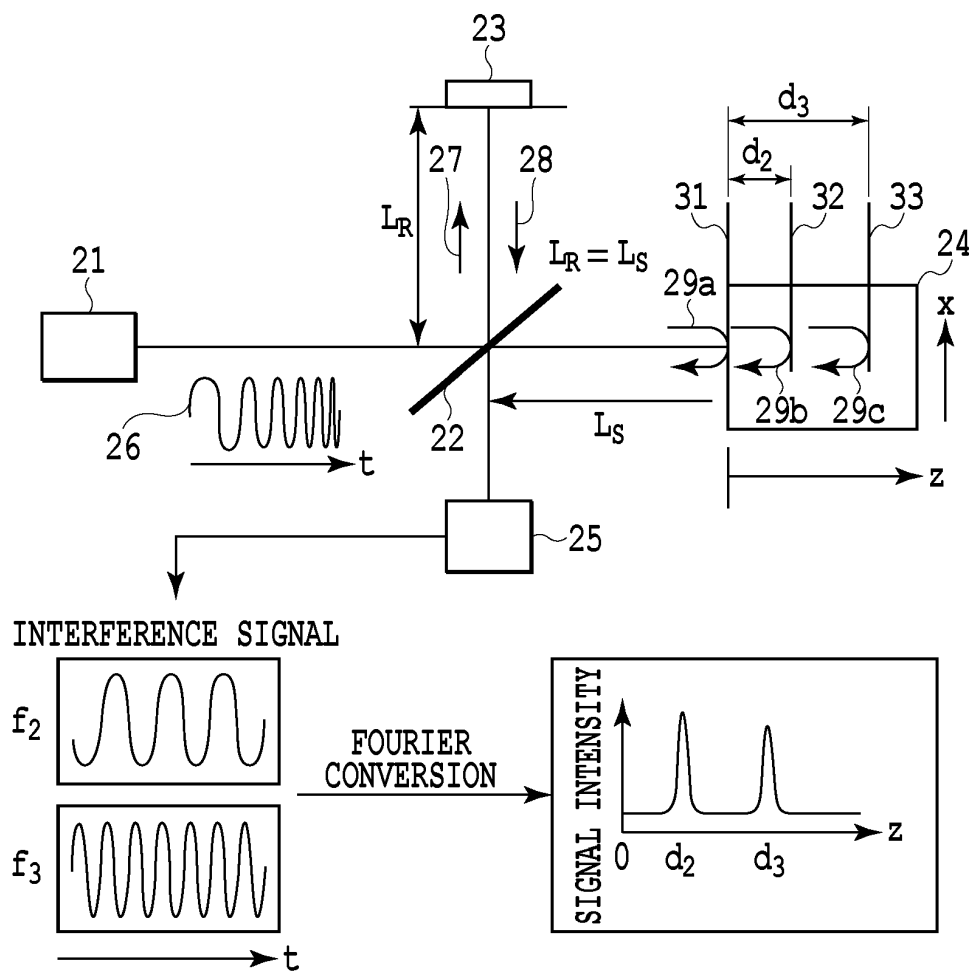 23
d3
27
28
d2
LR
31
32
33
21
LR = LS
24
29a
x
26
t
22
LS
29b
29c
z
25
INTERFERENCE SIGNAL
f2
FOURIER
CONVERSION
SIGNAL INTENSITY
z
0
d2
d3
f3
t